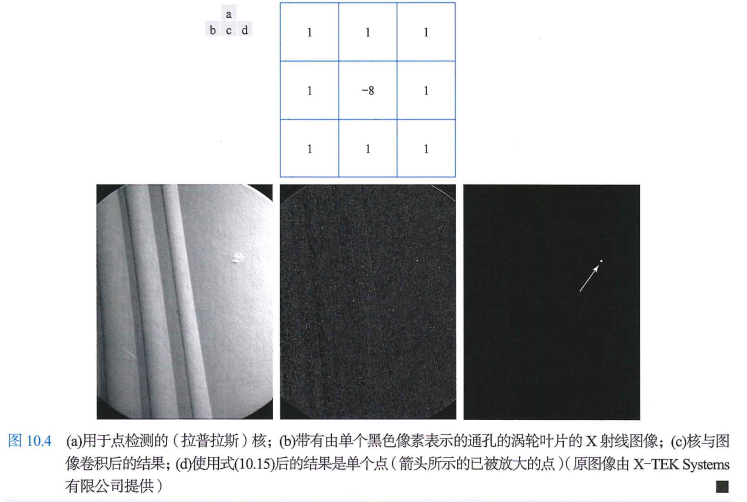 a
b c d
1 1 1
1 -8 1
1 1 1
图 10.4 (a)用于点检测的（拉普拉斯）核；(b)带有由单个黑色像素表示的通孔的涡轮叶片的 X 射线图像；(c)核与图
像卷积后的结果；(d)使用式(10.15)后的结果是单个点（箭头所示的已被放大的点）（原图像由 X-TEK Systems
有限公司提供）